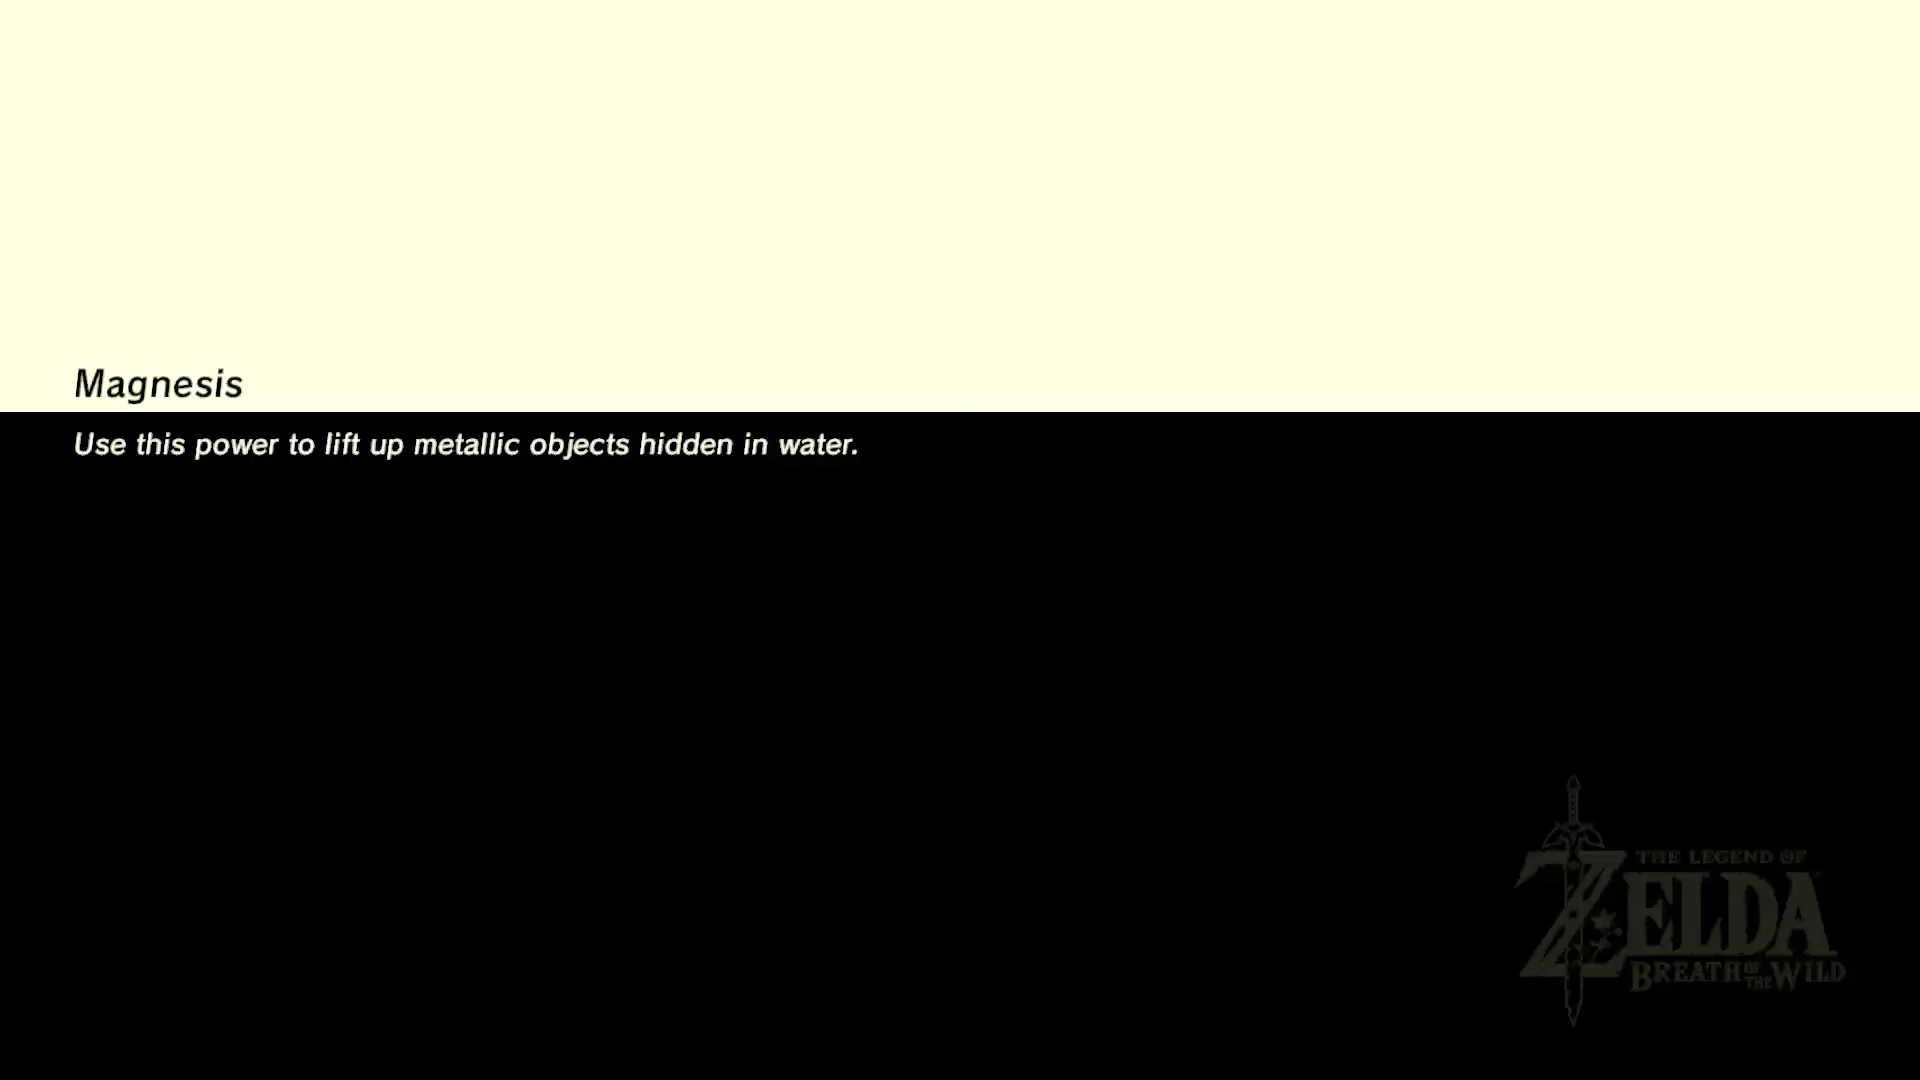 Magnesis
Use this power to lift up metallic objects hidden in water.
THE LEGEND OF
ZELDA
BREATH OF THE WILD